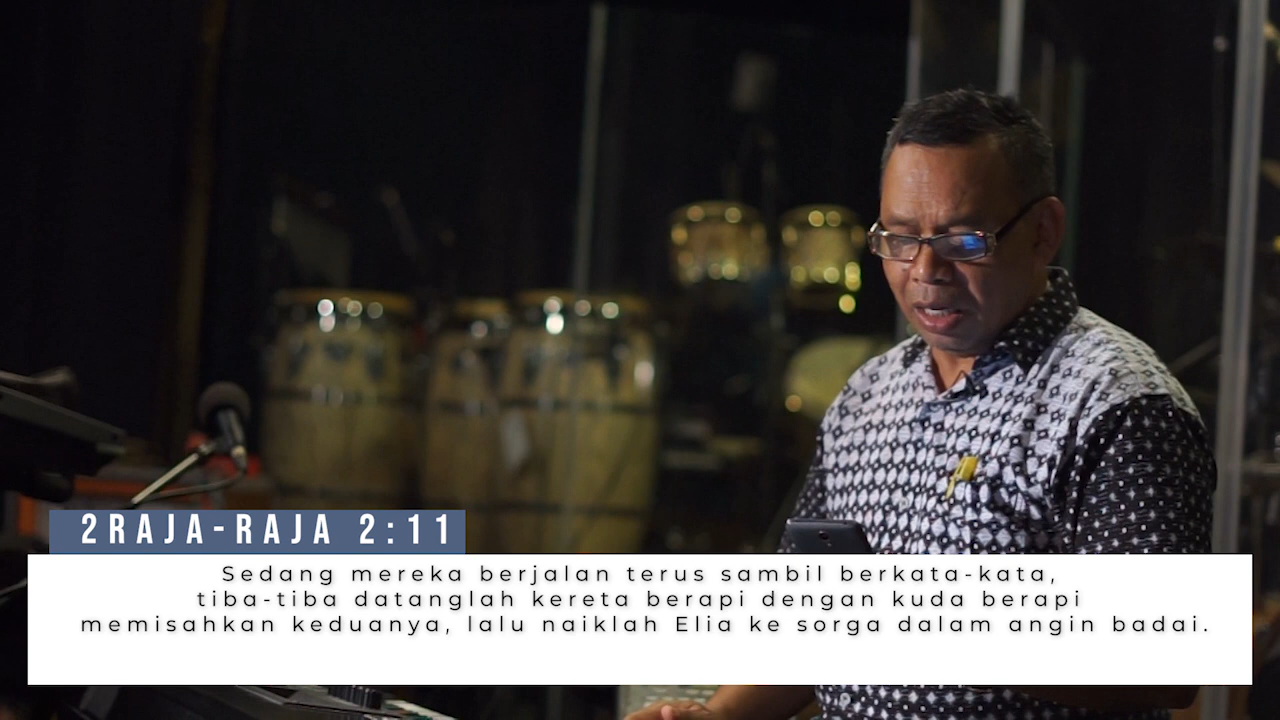 2RAJA-RAJA 2:11
Sedang mereka berjalan terus sambil berkata-kata,
tiba-tiba datanglah kereta berapi dengan kuda berapi
memisahkan keduanya, lalu naiklah Elia ke sorga dalam angin badai.